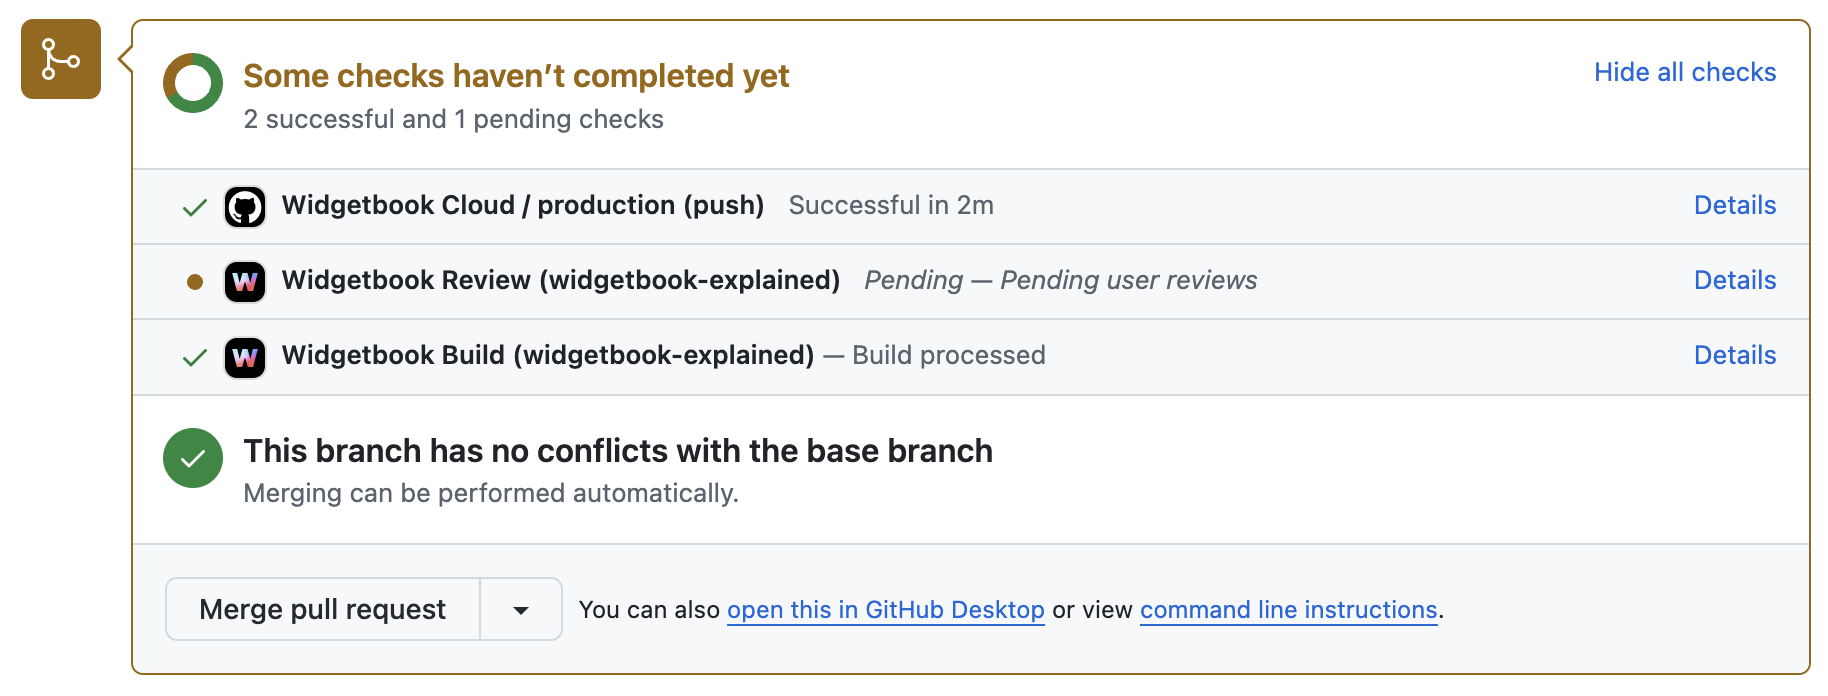 Some checks haven’t completed yet
Hide all checks
2 successful and 1 pending checks
Widgetbook Cloud / production (push) Successful in 2m Details
W Widgetbook Review (widgetbook-explained) Pending — Pending user reviews Details
W Widgetbook Build (widgetbook-explained) — Build processed Details
This branch has no conflicts with the base branch
Merging can be performed automatically.
Merge pull request You can also open this in GitHub Desktop or view command line instructions.